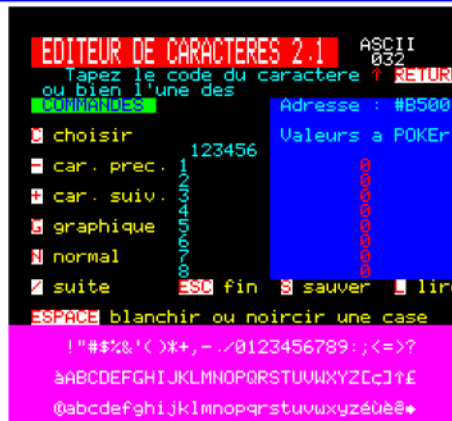 EDITEUR DE CARACTERES 2.1 ASCII
032
Tapez le code du caractere ↑ RETUR
ou bien l'une des
COMMANDES Adresse : #B500
C choisir Valeurs a POKEr
123456
- car. prec. 1 0
2 0
+ car. suiv. 3 0
4 0
G graphique 5 0
6 0
N normal 7 0
8 0
/ suite ESC fin S sauver L lire
ESPACE blanchir ou noircir une case
!"#$%&'()*+,-./0123456789:;<=>?
àABCDEFGHIJKLMNOPQRSTUVWXYZ[ç]↑£
@abcdefghijklmnopqrstuvwxyzéùèê◆